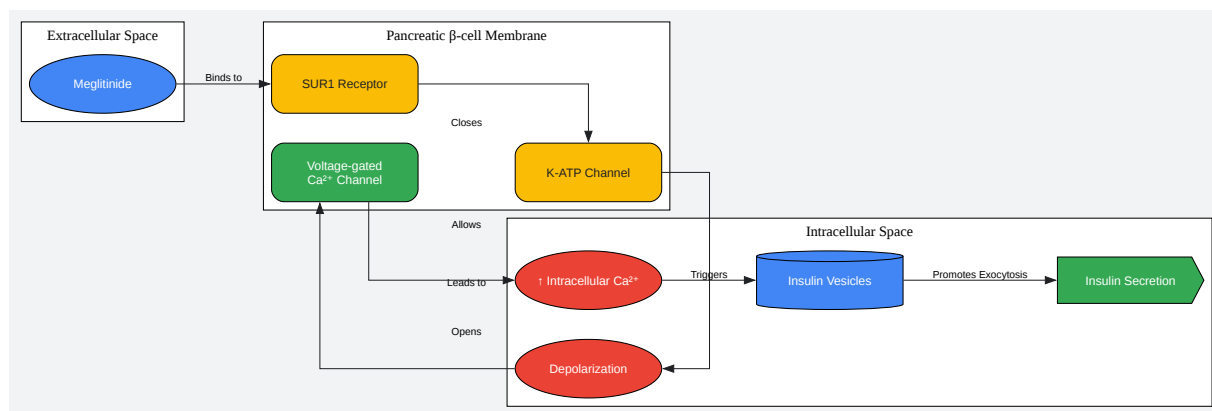 Extracellular Space
Pancreatic β-cell Membrane
Meglitinide
Binds to
SUR1 Receptor
Closes
Voltage-gated
Ca²⁺ Channel
K-ATP Channel
Allows
Intracellular Space
↑ Intracellular Ca²⁺
Leads to
Triggers
Insulin Vesicles
Promotes Exocytosis
Insulin Secretion
Opens
Depolarization